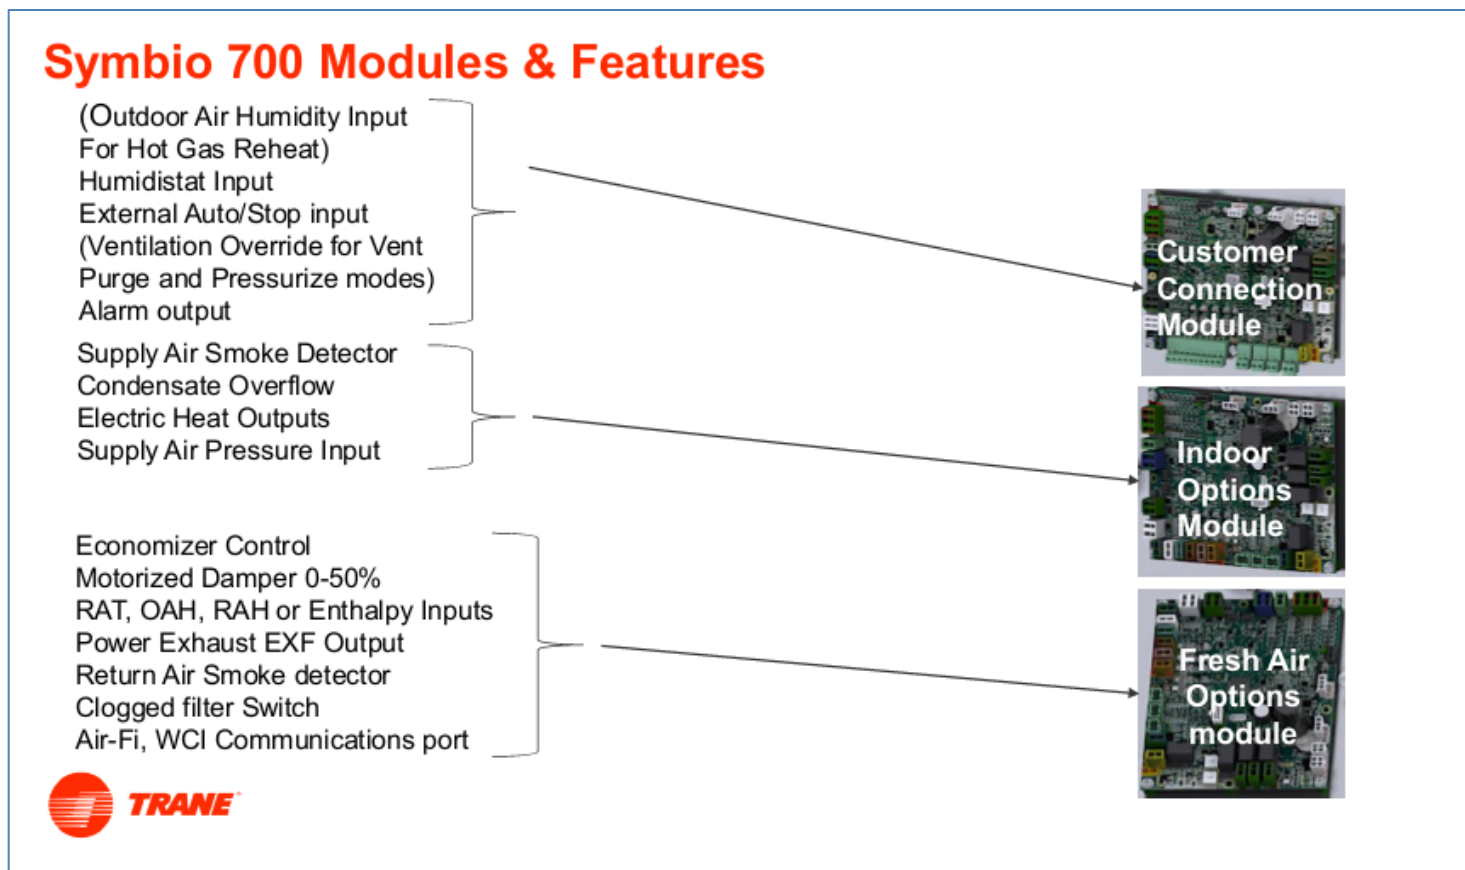 Symbio 700 Modules & Features
(Outdoor Air Humidity Input
For Hot Gas Reheat)
Humidistat Input
External Auto/Stop input
(Ventilation Override for Vent
Purge and Pressurize modes)
Alarm output
Supply Air Smoke Detector
Condensate Overflow
Electric Heat Outputs
Supply Air Pressure Input
Economizer Control
Motorized Damper 0-50%
RAT, OAH, RAH or Enthalpy Inputs
Power Exhaust EXF Output
Return Air Smoke detector
Clogged filter Switch
Air-Fi, WCI Communications port
Customer
Connection
Module
Indoor
Options
Module
Fresh Air
Options
module
TRANE